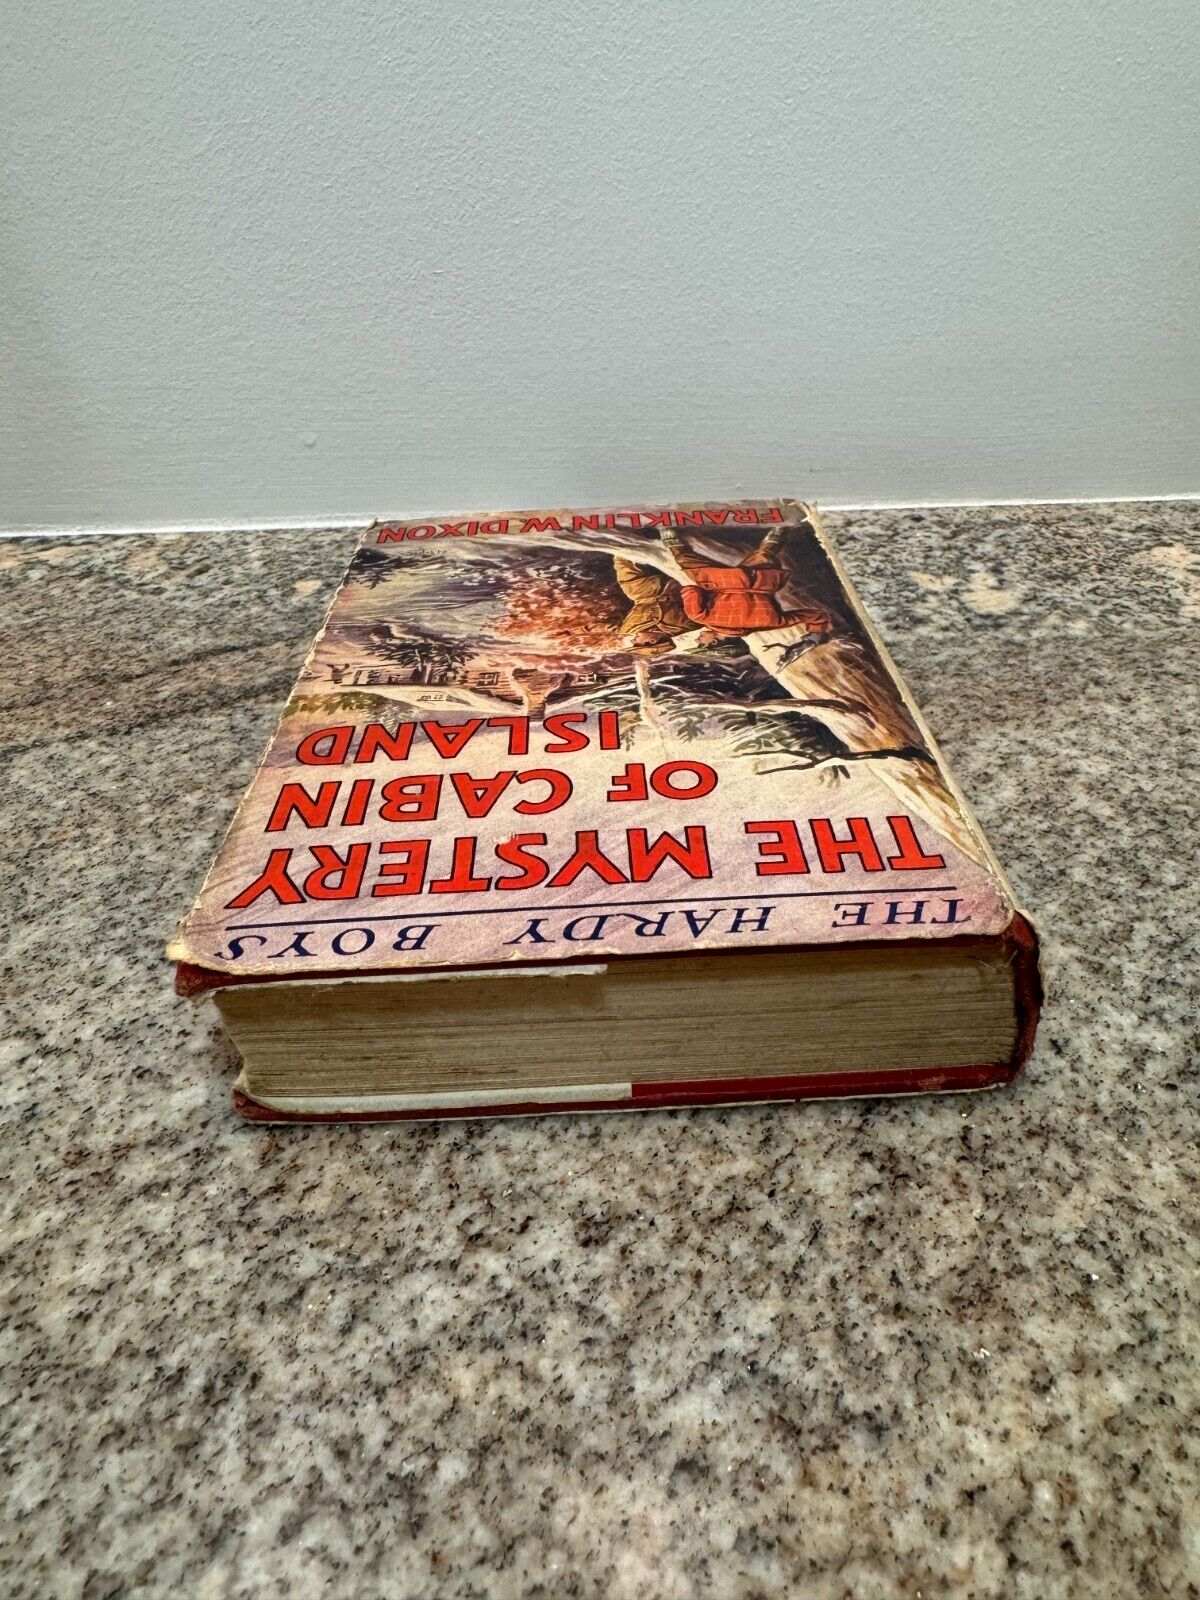 THE HARDY BOYS
THE MYSTERY
OF CABIN
ISLAND
FRANKLIN W. DIXON